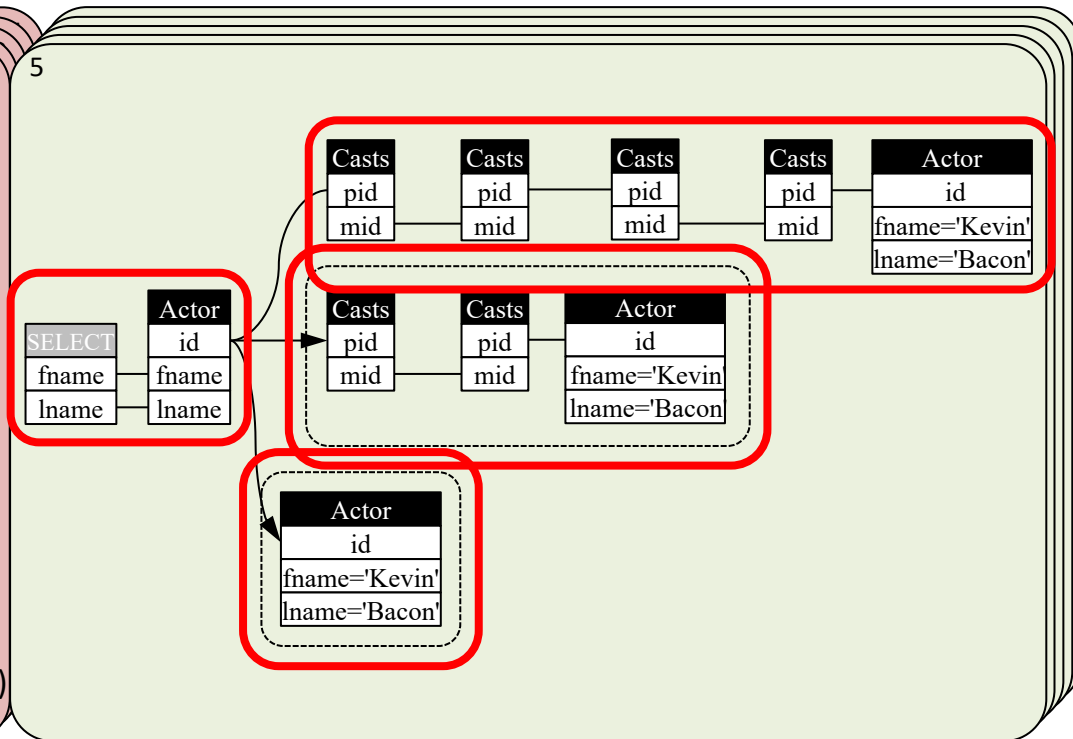 5
Casts Casts Casts Casts Actor
pid pid pid pid id
mid mid mid mid fname='Kevin'
lname='Bacon'
Casts Casts Actor
pid pid id
mid mid fname='Kevin'
lname='Bacon'
Actor
SELECT id
fname fname
lname lname
Actor
id
fname='Kevin'
lname='Bacon'
)